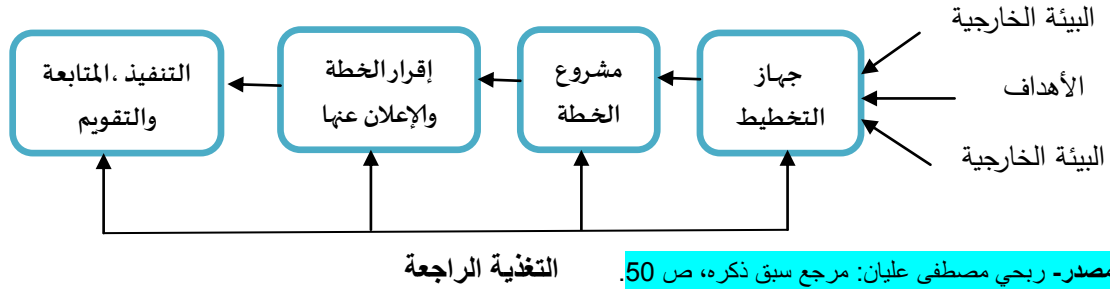 البيئة الخارجية
الأهداف
البيئة الخارجية
جهاز
التخطيط
مشروع
الخطة
إقرار الخطة
والإعلان عنها
التنفيذ ،المتابعة
والتقويم
التغذية الراجعة
مصدر- ربحي مصطفى عليان: مرجع سبق ذكره، ص 50.